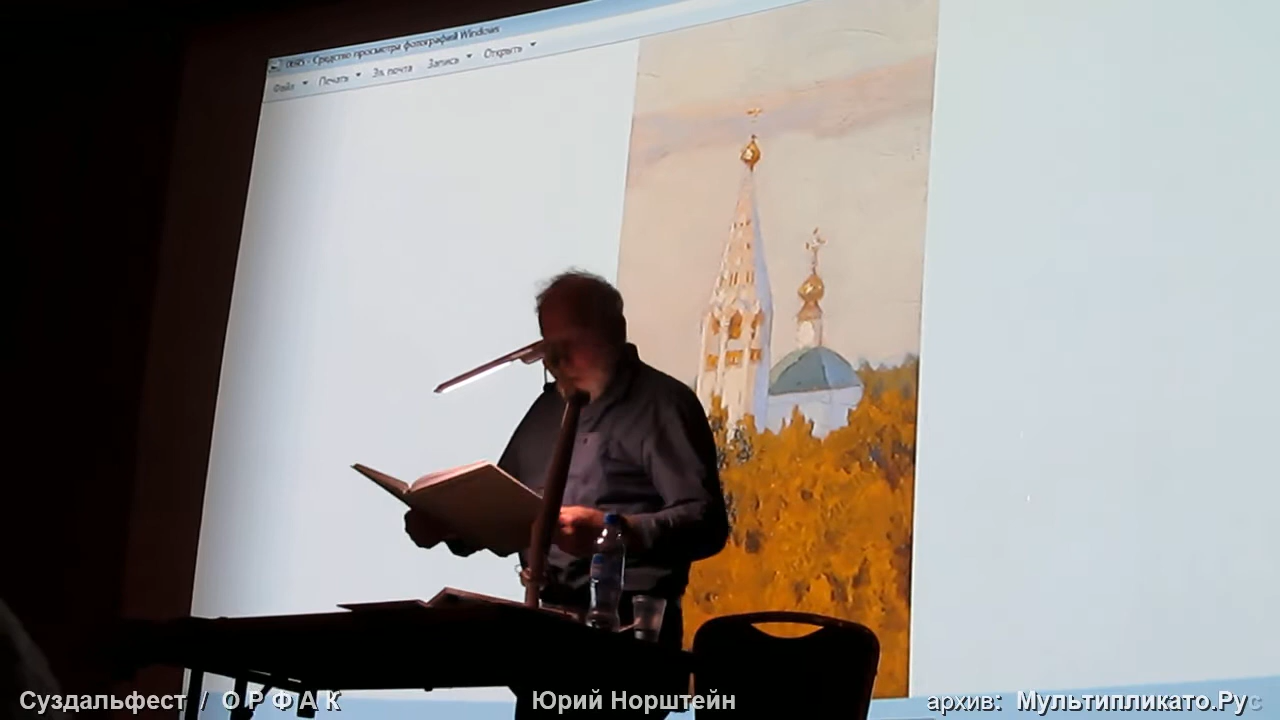 Средство просмотра фотографий Windows
Файл Печать Эл. почта Запись Открыть
Суздальфест / О Р Ф А К Юрий Норштейн архив: Мультипликато.Рус